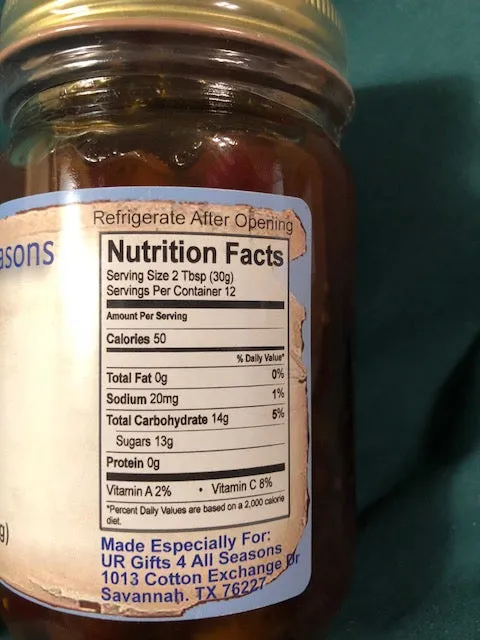 Refrigerate After Opening
asons
Nutrition Facts
Serving Size 2 Tbsp (30g)
Servings Per Container 12
Amount Per Serving
Calories 50
% Daily Value*
Total Fat 0g 0%
Sodium 20mg 1%
Total Carbohydrate 14g 5%
Sugars 13g
Protein 0g
Vitamin A 2% • Vitamin C 8%
*Percent Daily Values are based on a 2,000 calorie
diet.
g)
Made Especially For:
UR Gifts 4 All Seasons
1013 Cotton Exchange Dr
Savannah, TX 76227